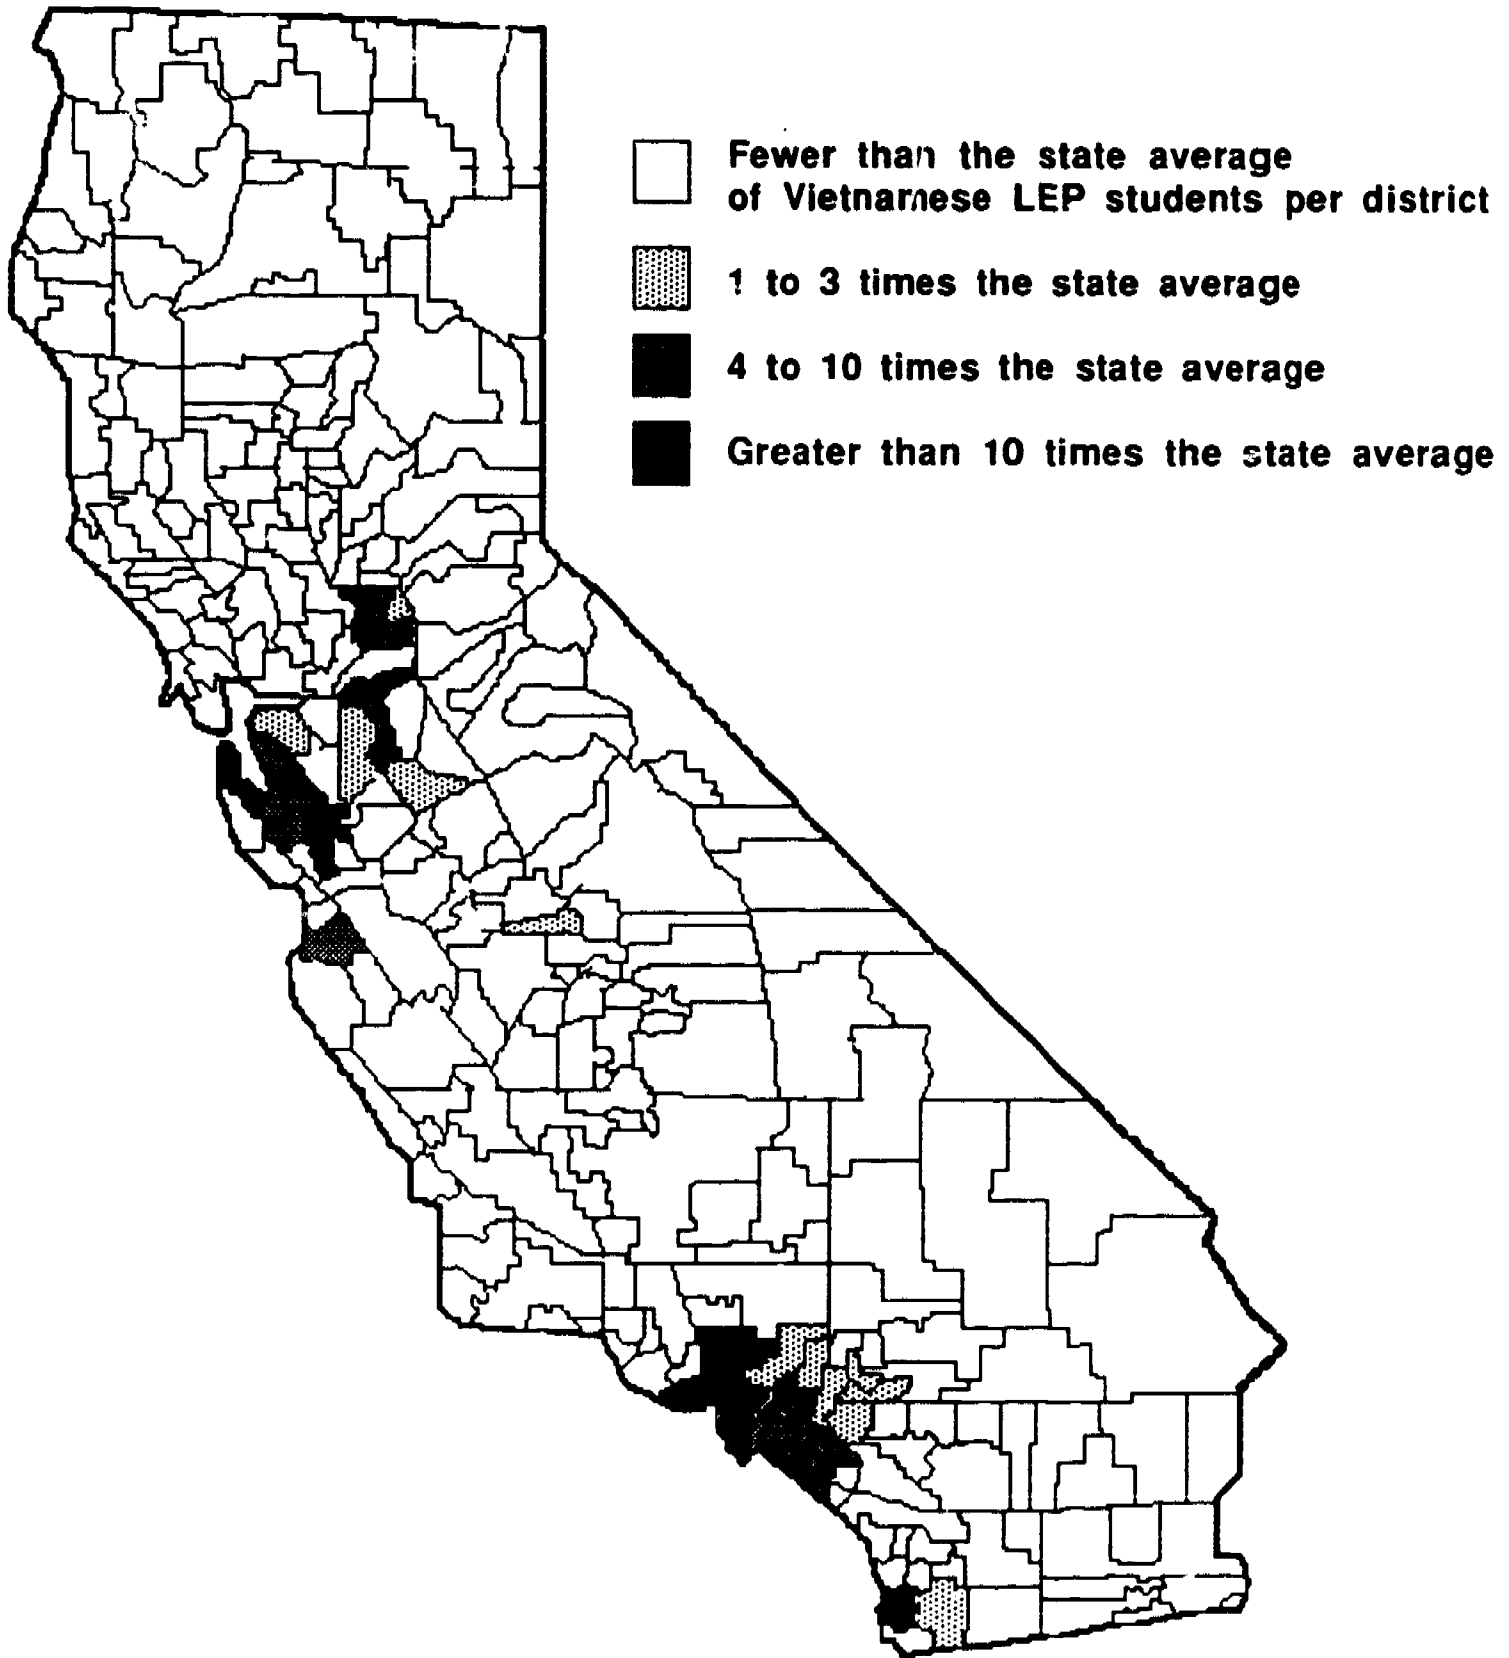 Fewer than the state average
of Vietnamese LEP students per district
1 to 3 times the state average
4 to 10 times the state average
Greater than 10 times the state average